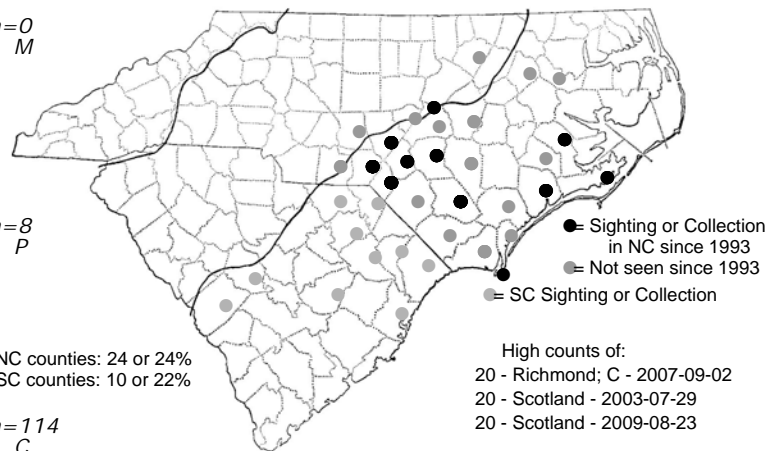 =0
M
=8
P
= Sighting or Collection
in NC since 1993
= Not seen since 1993
= SC Sighting or Collection
NC counties: 24 or 24%
SC counties: 10 or 22%
High counts of:
20 - Richmond; C - 2007-09-02
20 - Scotland - 2003-07-29
20 - Scotland - 2009-08-23
=114
C